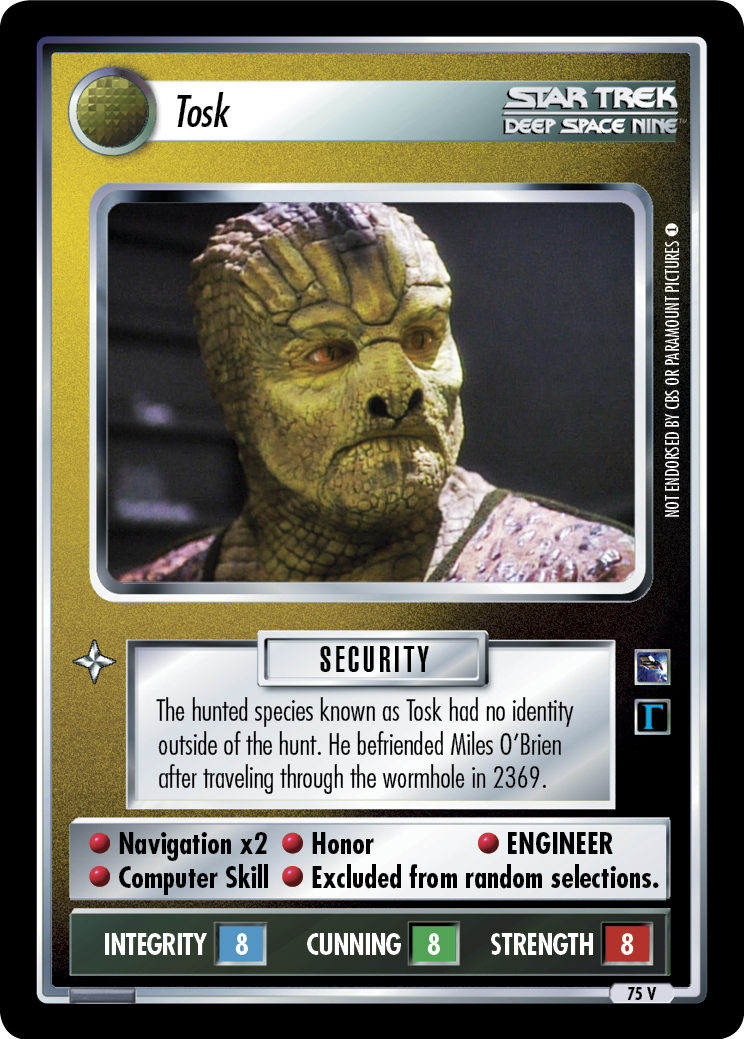 Tosk
STAR TREK
DEEP SPACE NINE™
NOT ENDORSED BY CBS OR PARAMOUNT PICTURES 1
SECURITY
The hunted species known as Tosk had no identity
outside of the hunt. He befriended Miles O'Brien
after traveling through the wormhole in 2369.
Γ
Navigation x2 Honor ENGINEER
Computer Skill Excluded from random selections.
INTEGRITY 8 CUNNING 8 STRENGTH 8
75 V